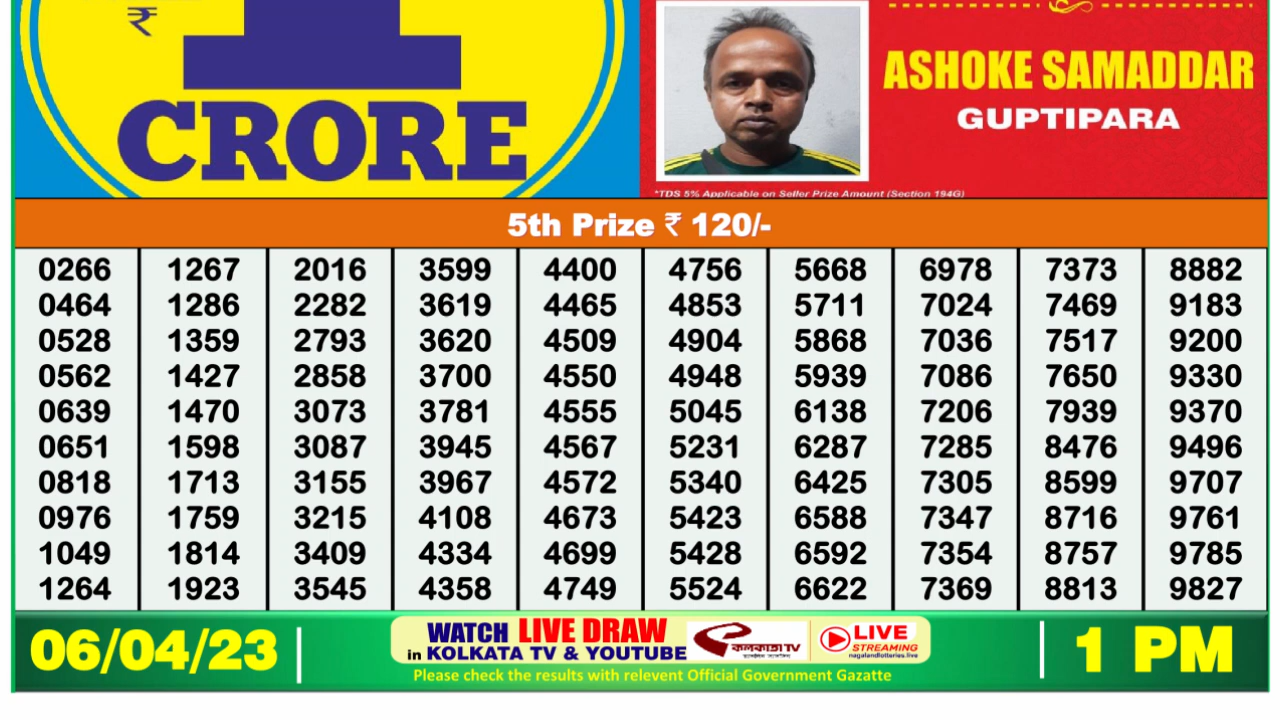 ₹ 1
CRORE
ASHOKE SAMADDAR
GUPTIPARA
*TDS 5% Applicable on Seller Prize Amount (Section 194G)
5th Prize ₹ 120/-
0266 1267 2016 3599 4400 4756 5668 6978 7373 8882
0464 1286 2282 3619 4465 4853 5711 7024 7469 9183
0528 1359 2793 3620 4509 4904 5868 7036 7517 9200
0562 1427 2858 3700 4550 4948 5939 7086 7650 9330
0639 1470 3073 3781 4555 5045 6138 7206 7939 9370
0651 1598 3087 3945 4567 5231 6287 7285 8476 9496
0818 1713 3155 3967 4572 5340 6425 7305 8599 9707
0976 1759 3215 4108 4673 5423 6588 7347 8716 9761
1049 1814 3409 4334 4699 5428 6592 7354 8757 9785
1264 1923 3545 4358 4749 5524 6622 7369 8813 9827
06/04/23
WATCH LIVE DRAW
in KOLKATA TV & YOUTUBE
কলকাতা TV
LIVE
STREAMING
nagalandlotteries.live
Please check the results with relevent Official Government Gazatte
1 PM